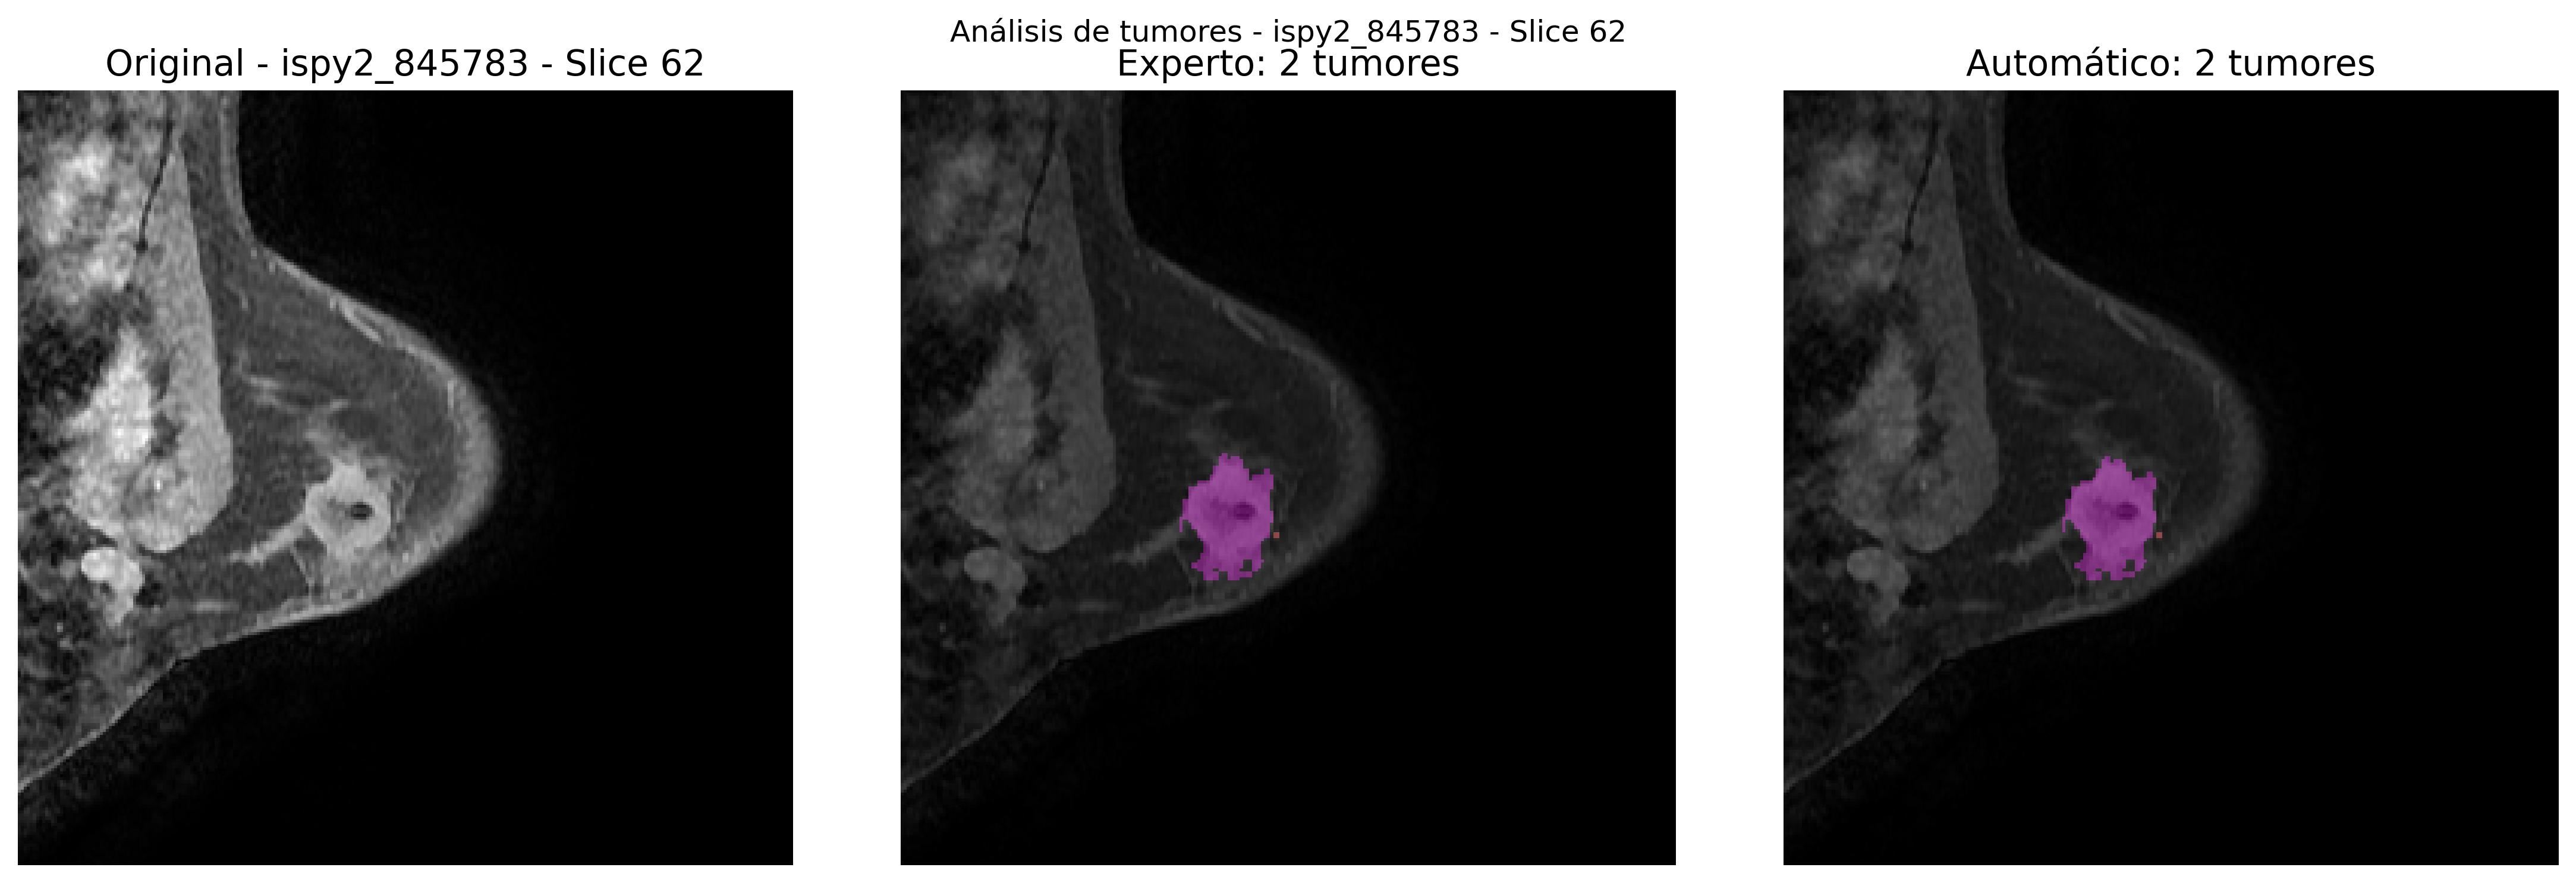 Análisis de tumores - ispy2_845783 - Slice 62
Original - ispy2_845783 - Slice 62
Experto: 2 tumores
Automático: 2 tumores